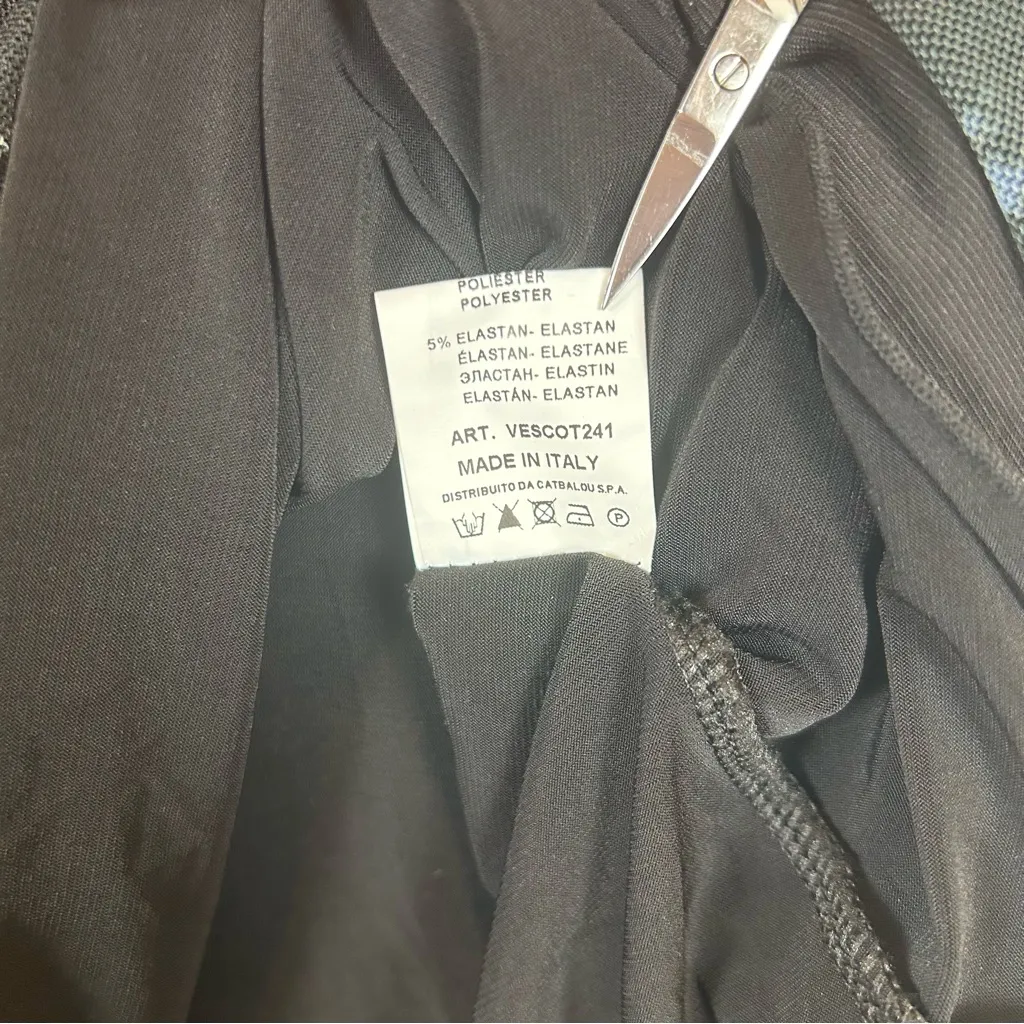 POLIESTER
POLYESTER
5% ELASTAN- ELASTAN
ÉLASTAN- ELASTANE
ЭЛАСТАН- ELASTIN
ELASTÁN- ELASTAN
ART. VESCOT241
MADE IN ITALY
DISTRIBUITO DA CATBALOU S.P.A.
P